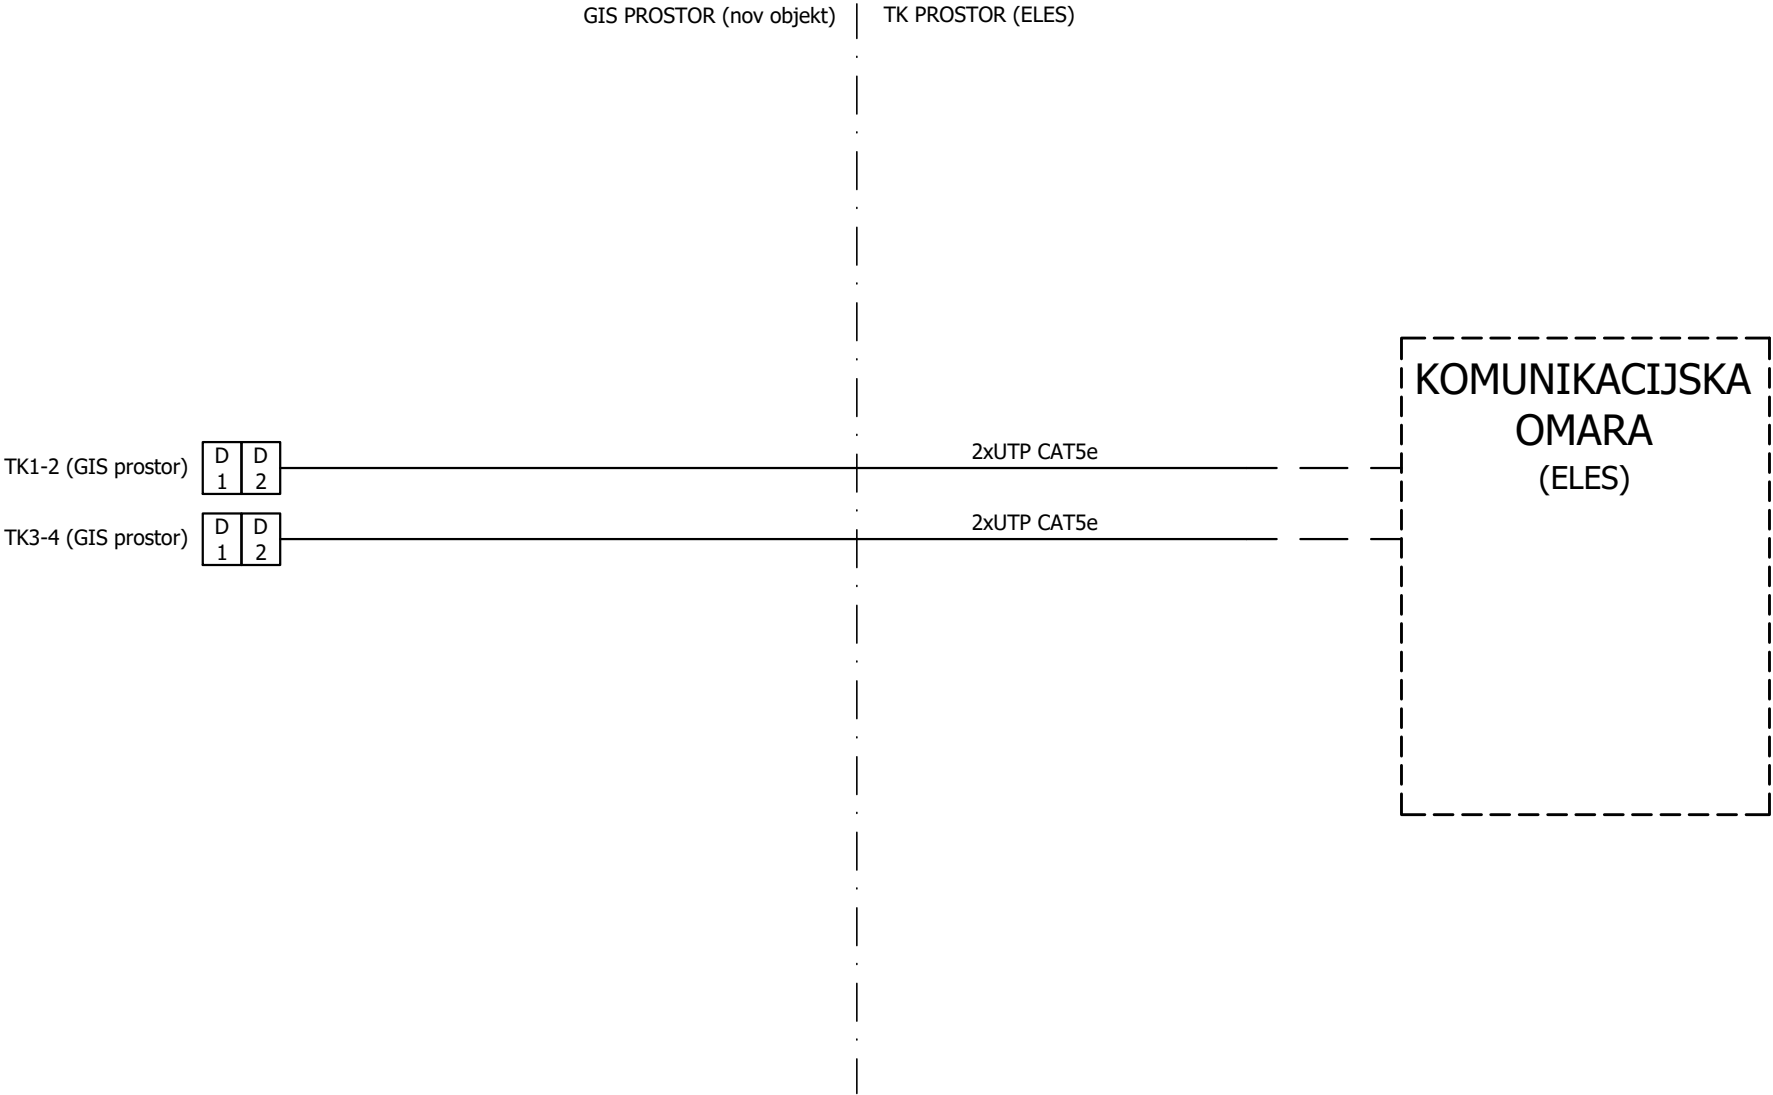 GIS PROSTOR (nov objekt)
TK PROSTOR (ELES)
KOMUNIKACIJSKA
OMARA
(ELES)
TK1-2 (GIS prostor)
D D
1 2
2xUTP CAT5e
TK3-4 (GIS prostor)
D D
1 2
2xUTP CAT5e